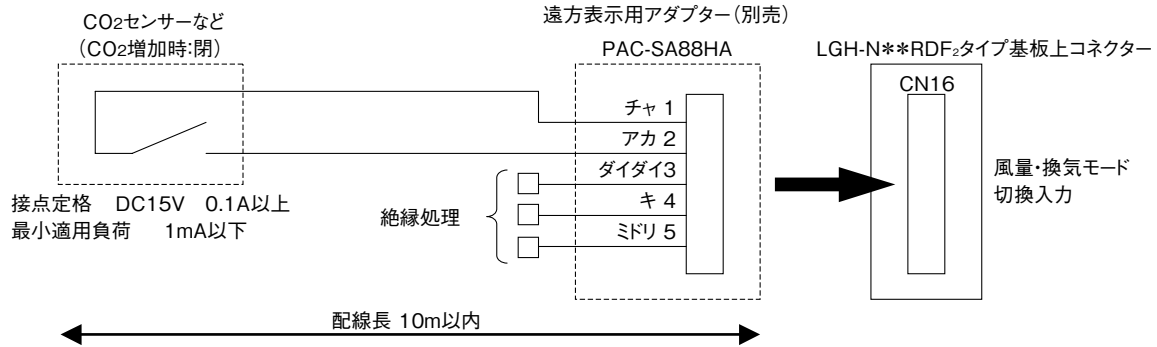 CO2センサーなど
(CO2増加時:閉)
遠方表示用アダプター(別売)
PAC-SA88HA
LGH-N**RDF2タイプ基板上コネクター
CN16
チャ 1
アカ 2
ダイダイ3
キ 4
ミドリ 5
絶縁処理
風量・換気モード
切換入力
接点定格 DC15V 0.1A以上
最小適用負荷 1mA以下
配線長 10m以内